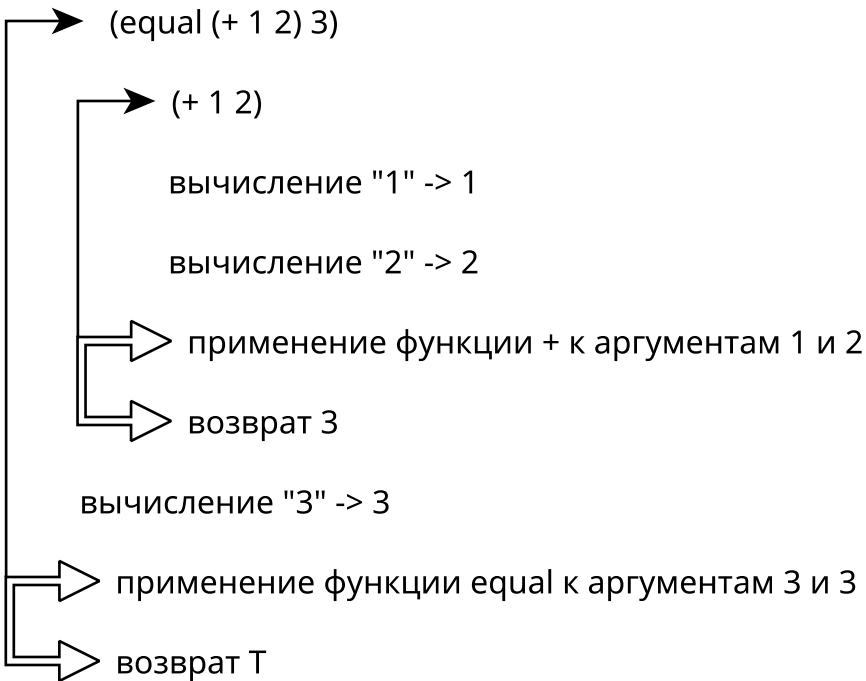 (equal (+ 1 2) 3)
(+ 1 2)
вычисление "1" -> 1
вычисление "2" -> 2
применение функции + к аргументам 1 и 2
возврат 3
вычисление "3" -> 3
применение функции equal к аргументам 3 и 3
возврат T